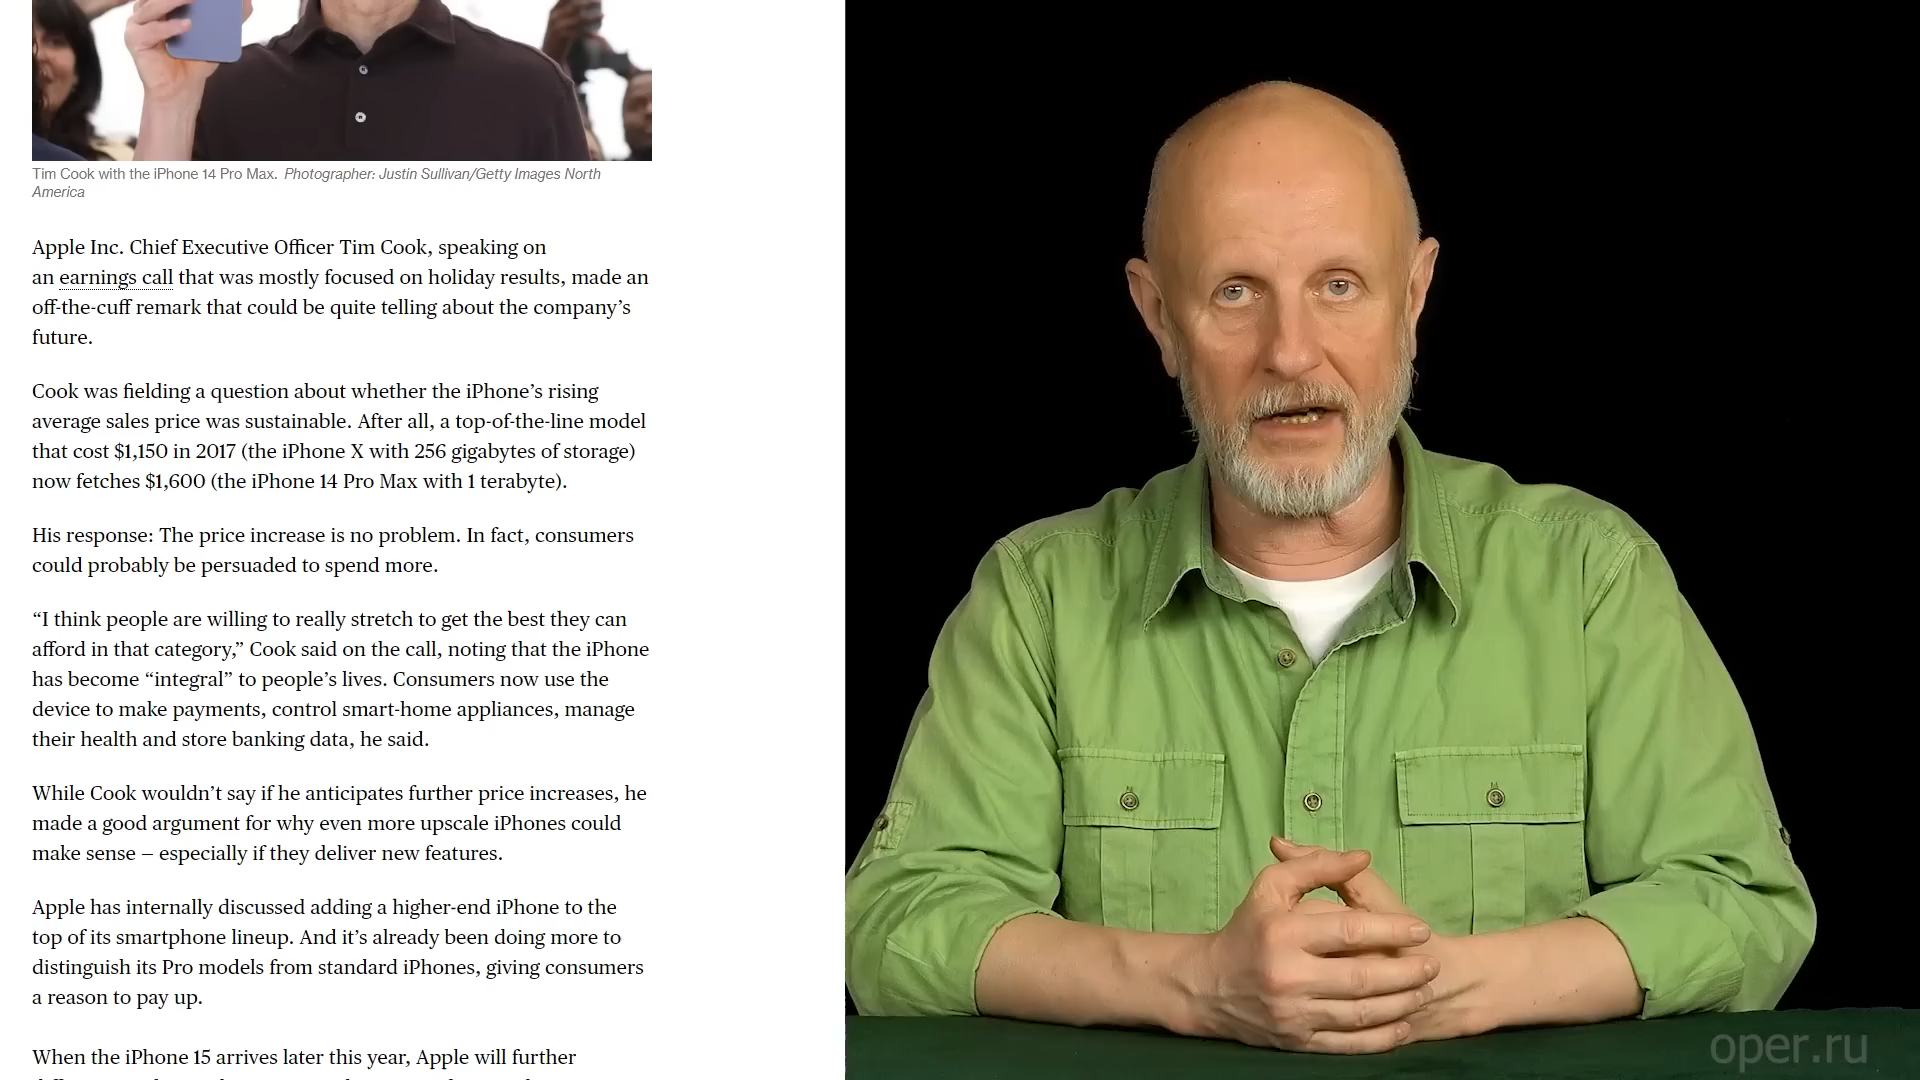 Tim Cook with the iPhone 14 Pro Max. Photographer: Justin Sullivan/Getty Images North
America
Apple Inc. Chief Executive Officer Tim Cook, speaking on
an earnings call that was mostly focused on holiday results, made an
off-the-cuff remark that could be quite telling about the company’s
future.
Cook was fielding a question about whether the iPhone’s rising
average sales price was sustainable. After all, a top-of-the-line model
that cost $1,150 in 2017 (the iPhone X with 256 gigabytes of storage)
now fetches $1,600 (the iPhone 14 Pro Max with 1 terabyte).
His response: The price increase is no problem. In fact, consumers
could probably be persuaded to spend more.
“I think people are willing to really stretch to get the best they can
afford in that category,” Cook said on the call, noting that the iPhone
has become “integral” to people’s lives. Consumers now use the
device to make payments, control smart-home appliances, manage
their health and store banking data, he said.
While Cook wouldn’t say if he anticipates further price increases, he
made a good argument for why even more upscale iPhones could
make sense – especially if they deliver new features.
Apple has internally discussed adding a higher-end iPhone to the
top of its smartphone lineup. And it’s already been doing more to
distinguish its Pro models from standard iPhones, giving consumers
a reason to pay up.
When the iPhone 15 arrives later this year, Apple will further
oper.ru